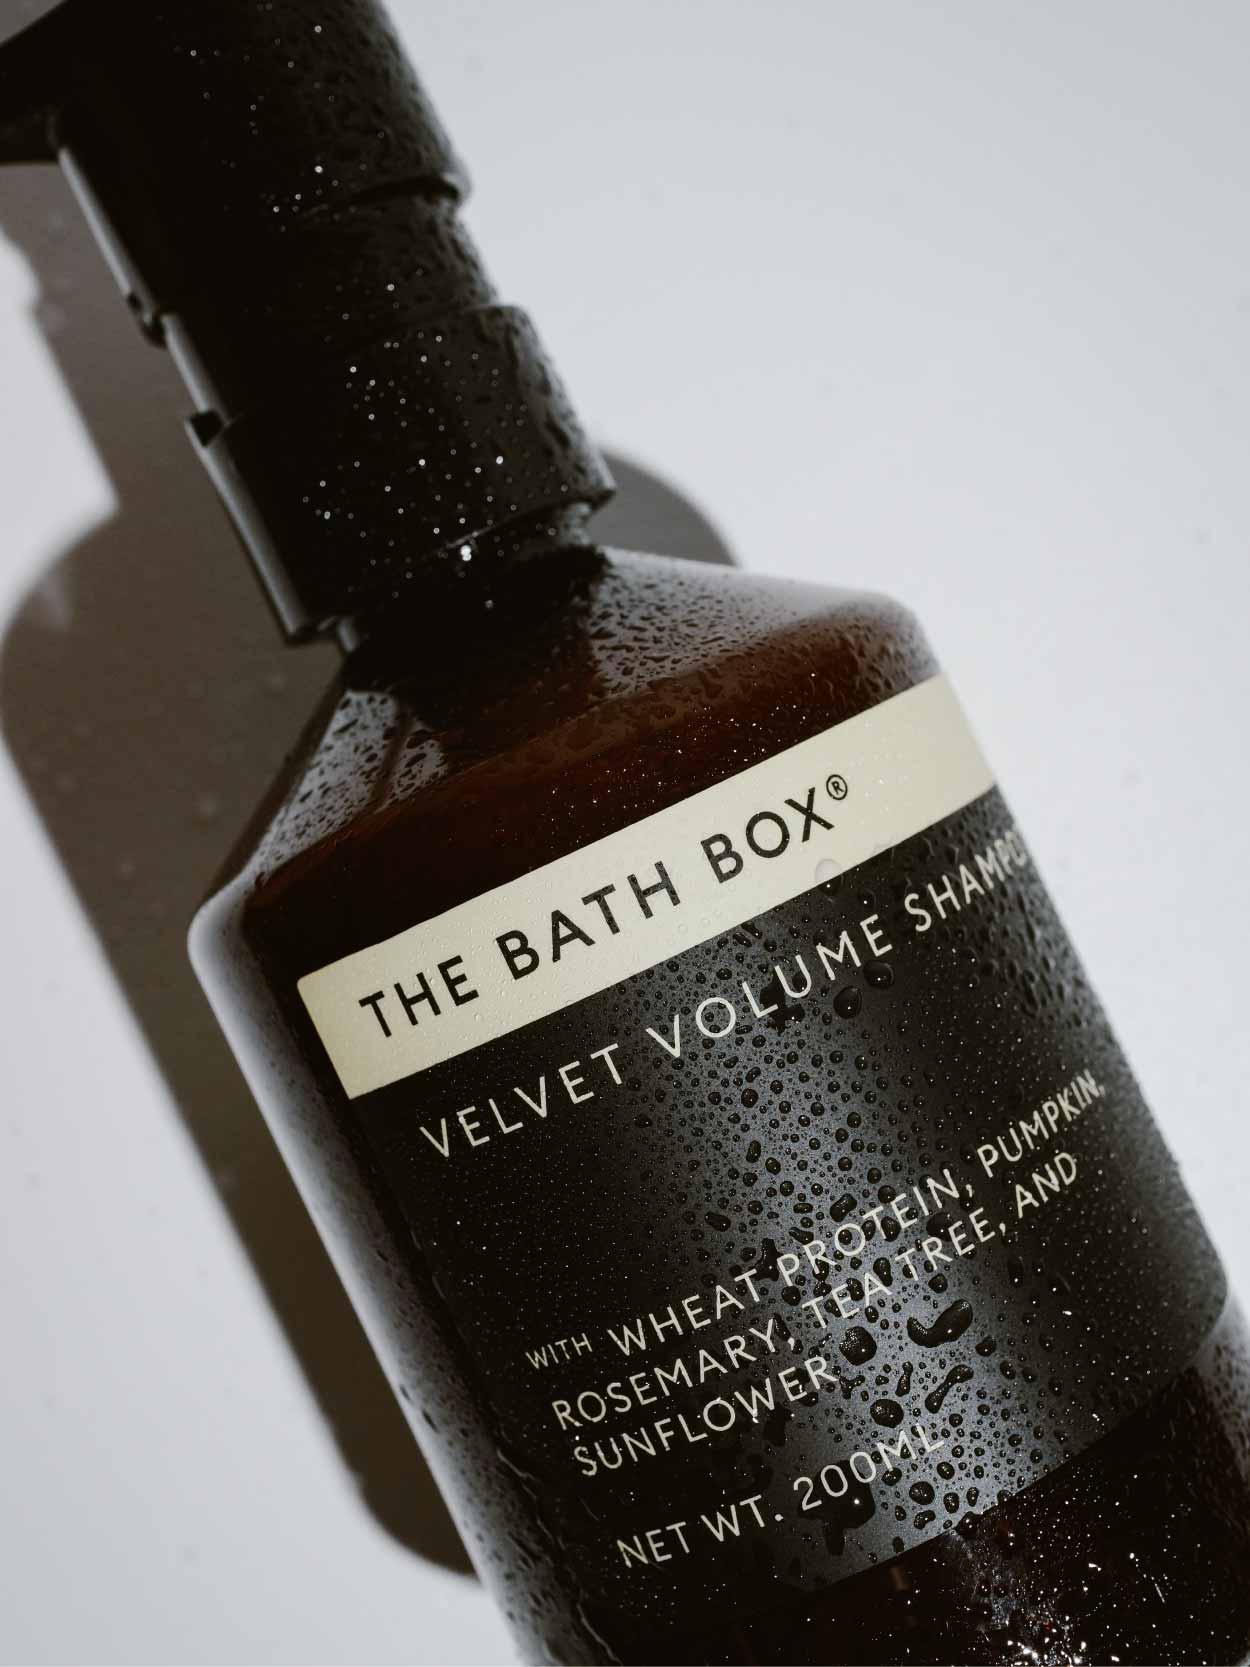 THE BATH BOX®
VELVET VOLUME SHAMPO
WITH WHEAT PROTEIN, PUMPKIN,
ROSEMARY, TEA TREE, AND
SUNFLOWER
NET WT. 200ML